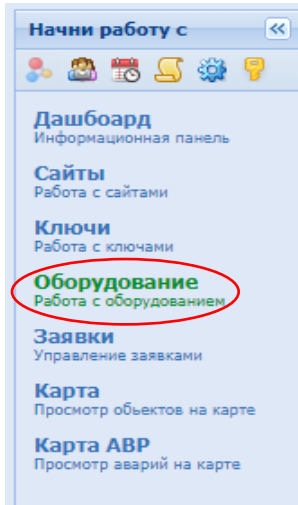 Начни работу с
Дашбоард
Информационная панель
Сайты
Работа с сайтами
Ключи
Работа с ключами
Оборудование
Работа с оборудованием
Заявки
Управление заявками
Карта
Просмотр обьектов на карте
Карта АВР
Просмотр аварий на карте